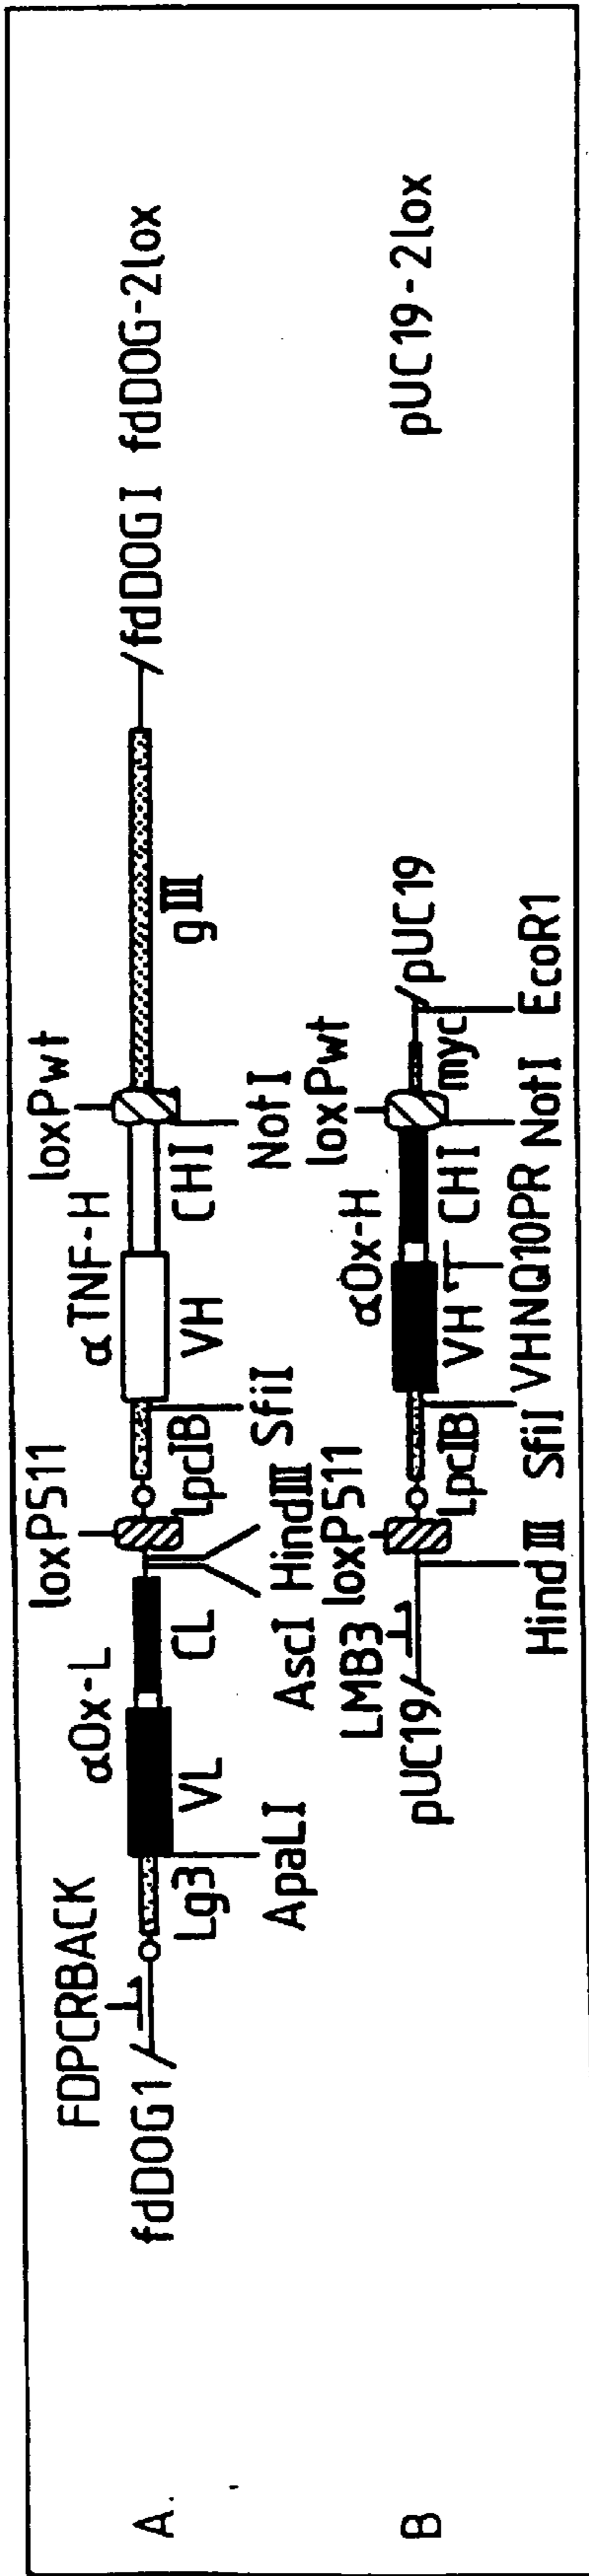 A.
fdDOG1
FDPCRBACK
Lg3
ApaLI
αOx-L
VL
CL
AscI
HindIII
loxP511
LpcIB
SfiI
αTNF-H
VH
CHI
loxPwt
NotI
gIII
fdDOGI
fdDOG-2lox
B
pUC19
LMB3
HindIII
loxP511
LpcIB
SfiI
αOx-H
VH
VHNQ10PR
CHI
loxPwt
NotI
myc
EcoR1
pUC19
pUC19-2lox